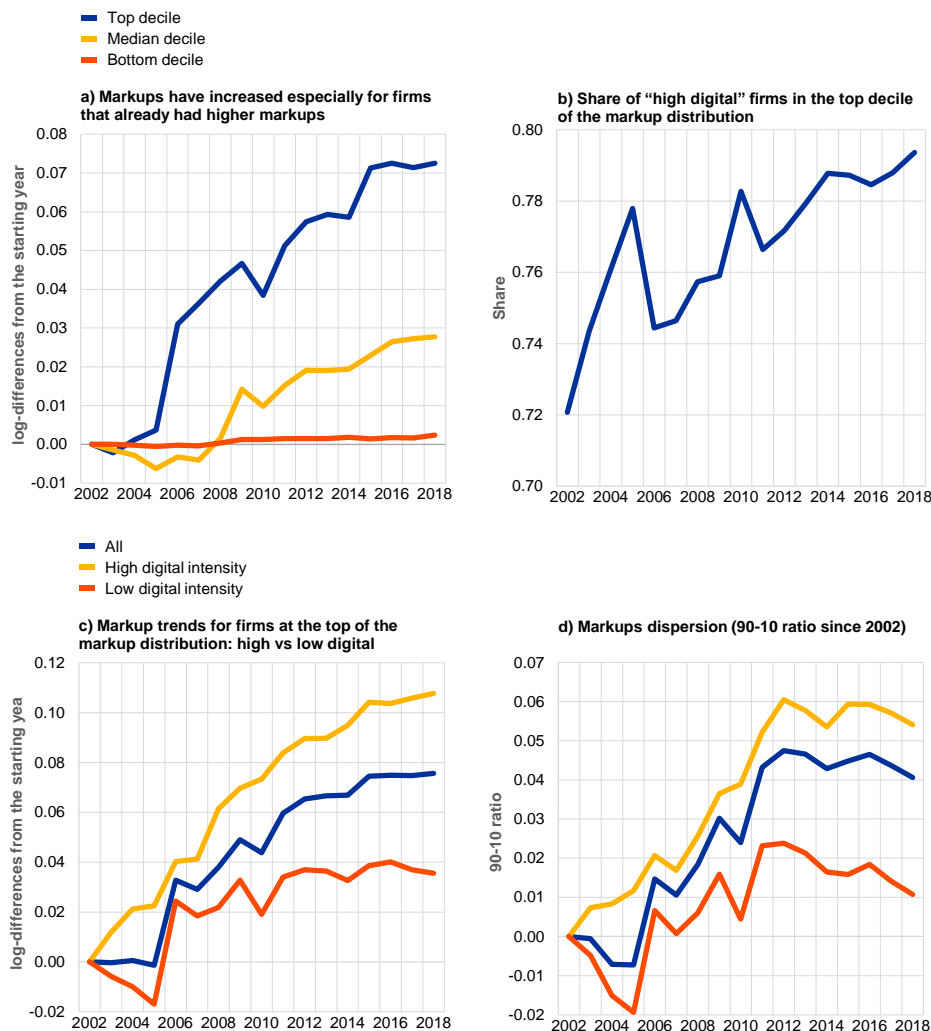 Top decile
Median decile
Bottom decile
a) Markups have increased especially for firms
that already had higher markups
log-differences from the starting year
0.08
0.07
0.06
0.05
0.04
0.03
0.02
0.01
0.00
-0.01
2002 2004 2006 2008 2010 2012 2014 2016 2018
b) Share of “high digital” firms in the top decile
of the markup distribution
Share
0.80
0.78
0.76
0.74
0.72
0.70
2002 2004 2006 2008 2010 2012 2014 2016 2018
All
High digital intensity
Low digital intensity
c) Markup trends for firms at the top of the
markup distribution: high vs low digital
log-differences from the starting yea
0.12
0.10
0.08
0.06
0.04
0.02
0.00
-0.02
2002 2004 2006 2008 2010 2012 2014 2016 2018
d) Markups dispersion (90-10 ratio since 2002)
90-10 ratio
0.07
0.06
0.05
0.04
0.03
0.02
0.01
0.00
-0.01
-0.02
2002 2004 2006 2008 2010 2012 2014 2016 2018